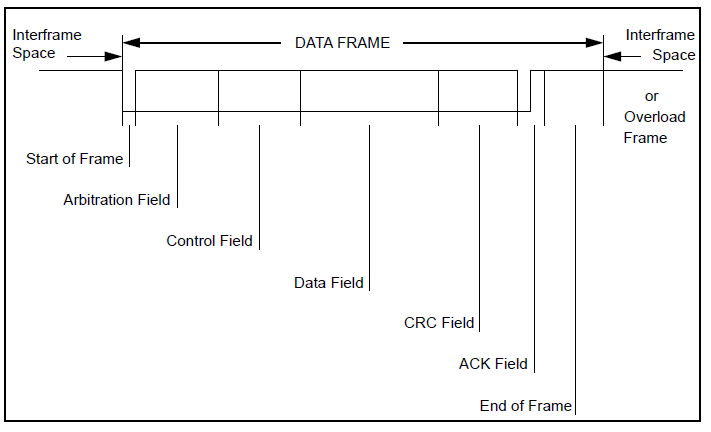 Interframe
Space
DATA FRAME
Interframe
Space
or
Overload
Frame
Start of Frame
Arbitration Field
Control Field
Data Field
CRC Field
ACK Field
End of Frame